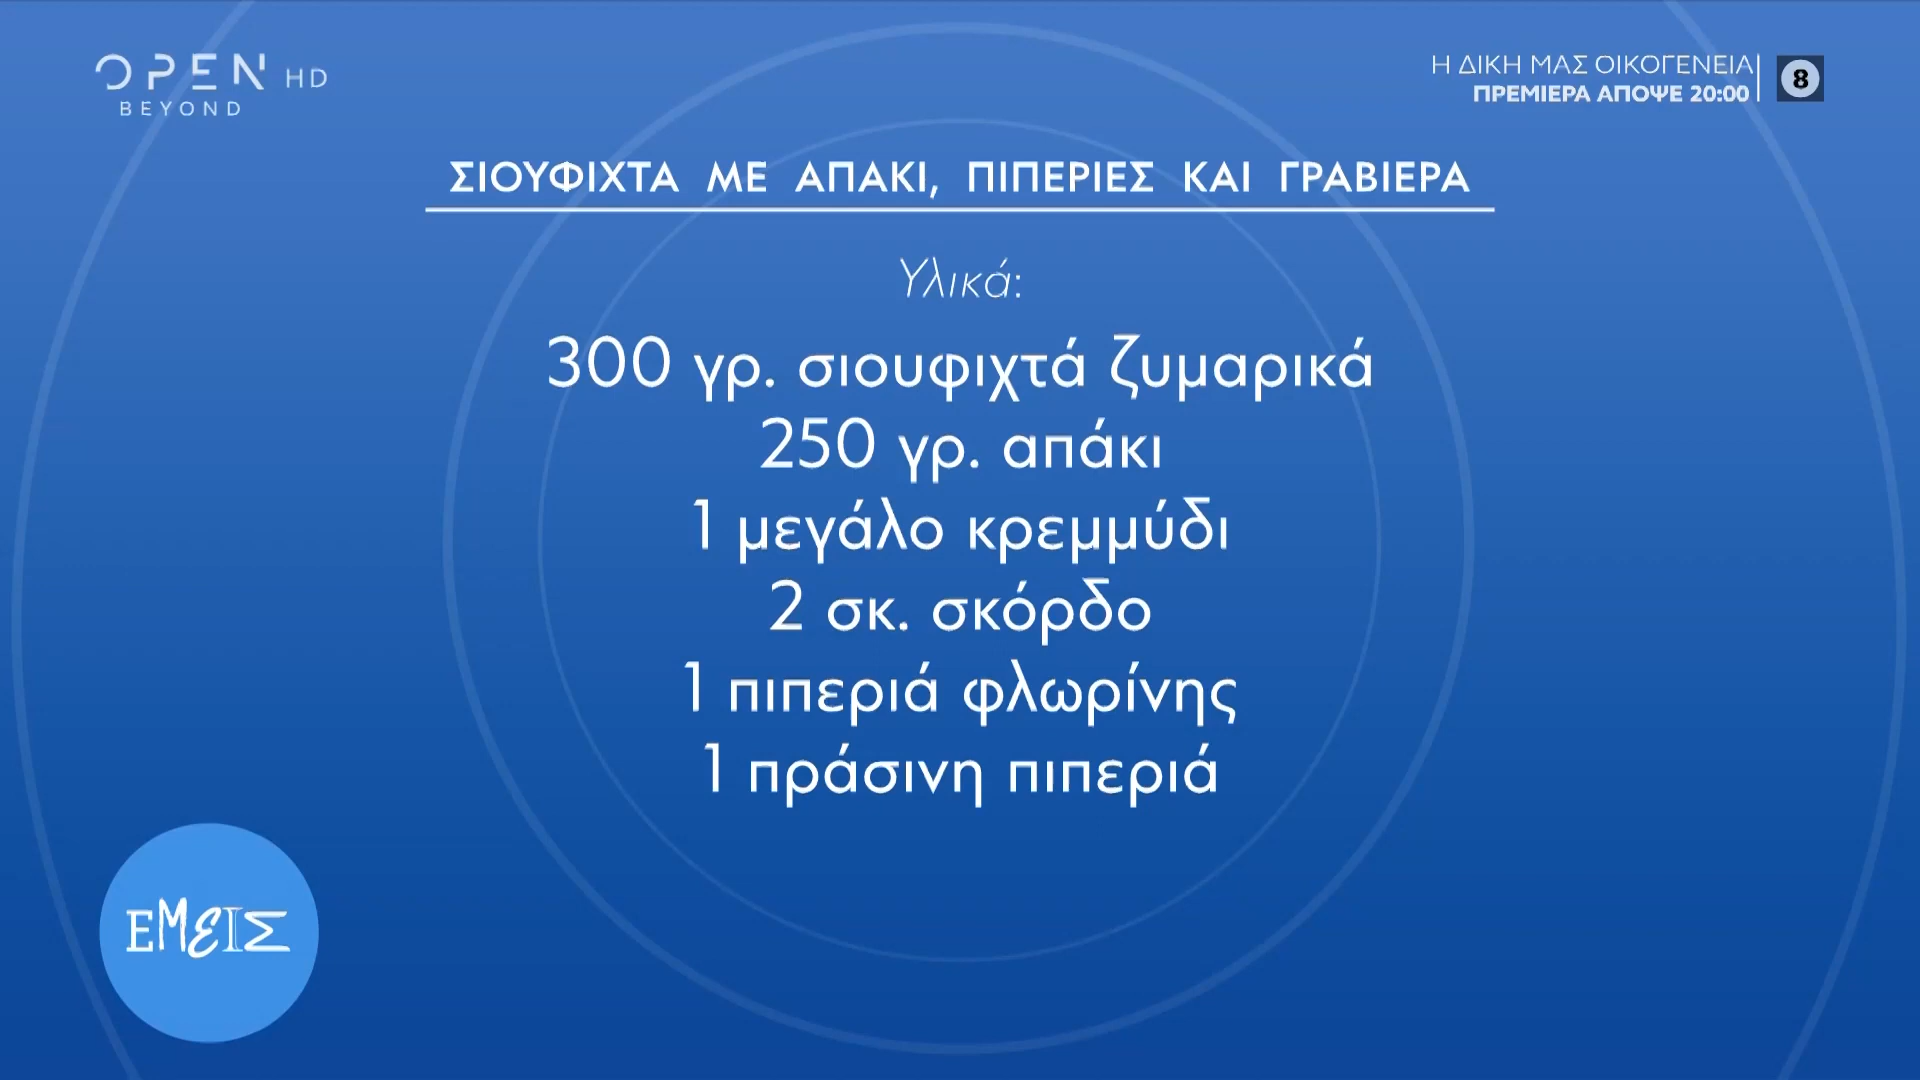 OPEN HD
BEYOND
Η ΔΙΚΗ ΜΑΣ ΟΙΚΟΓΕΝΕΙΑ
ΠΡΕΜΙΕΡΑ ΑΠΟΨΕ 20:00
8
ΣΙΟΥΦΙΧΤΑ ΜΕ ΑΠΑΚΙ, ΠΙΠΕΡΙΕΣ ΚΑΙ ΓΡΑΒΙΕΡΑ
Υλικά:
300 γρ. σιουφιχτά ζυμαρικά
250 γρ. απάκι
1 μεγάλο κρεμμύδι
2 σκ. σκόρδο
1 πιπεριά φλωρίνης
1 πράσινη πιπεριά
ΕΜΕΙΣ